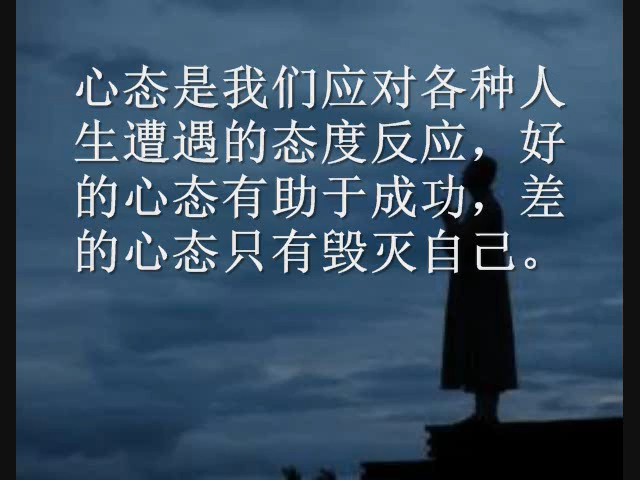 心态是我们应对各种人
生遭遇的态度反应，好
的心态有助于成功，差
的心态只有毁灭自己。